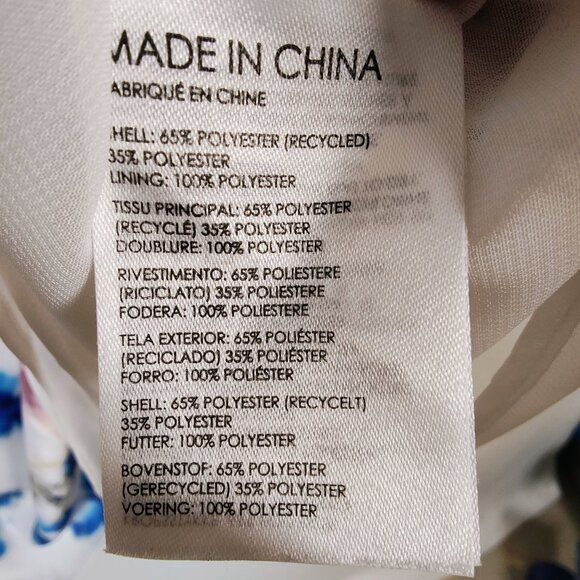 MADE IN CHINA
FABRIQUÉ EN CHINE
SHELL: 65% POLYESTER (RECYCLED)
35% POLYESTER
LINING: 100% POLYESTER
TISSU PRINCIPAL: 65% POLYESTER
(RECYCLÉ) 35% POLYESTER
DOUBLURE: 100% POLYESTER
RIVESTIMENTO: 65% POLIESTERE
(RICICLATO) 35% POLIESTERE
FODERA: 100% POLIESTERE
TELA EXTERIOR: 65% POLIÉSTER
(RECICLADO) 35% POLIÉSTER
FORRO: 100% POLIÉSTER
SHELL: 65% POLYESTER (RECYCELT)
35% POLYESTER
FUTTER: 100% POLYESTER
BOVENSTOF: 65% POLYESTER
(GERECYCLED) 35% POLYESTER
VOERING: 100% POLYESTER